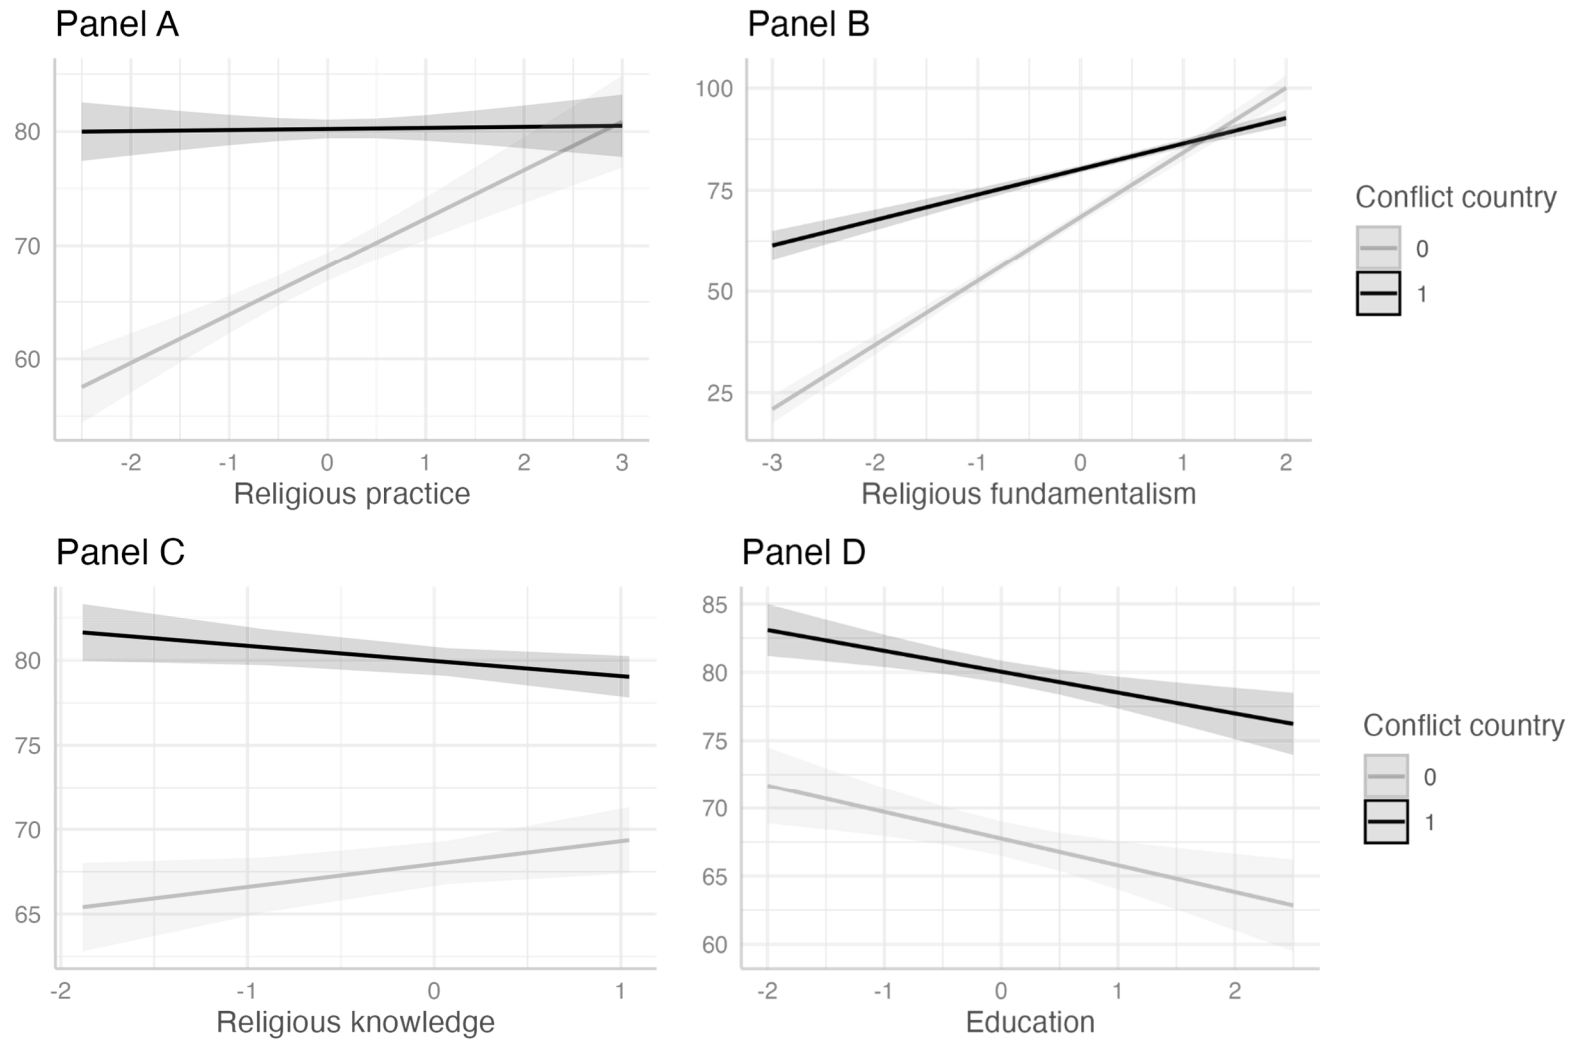 Panel A
80
70
60
-2 -1 0 1 2 3
Religious practice
Panel B
100
75
50
25
-3 -2 -1 0 1 2
Religious fundamentalism
Conflict country
0
1
Panel C
80
75
70
65
-2 -1 0 1
Religious knowledge
Panel D
85
80
75
70
65
60
-2 -1 0 1 2
Education
Conflict country
0
1